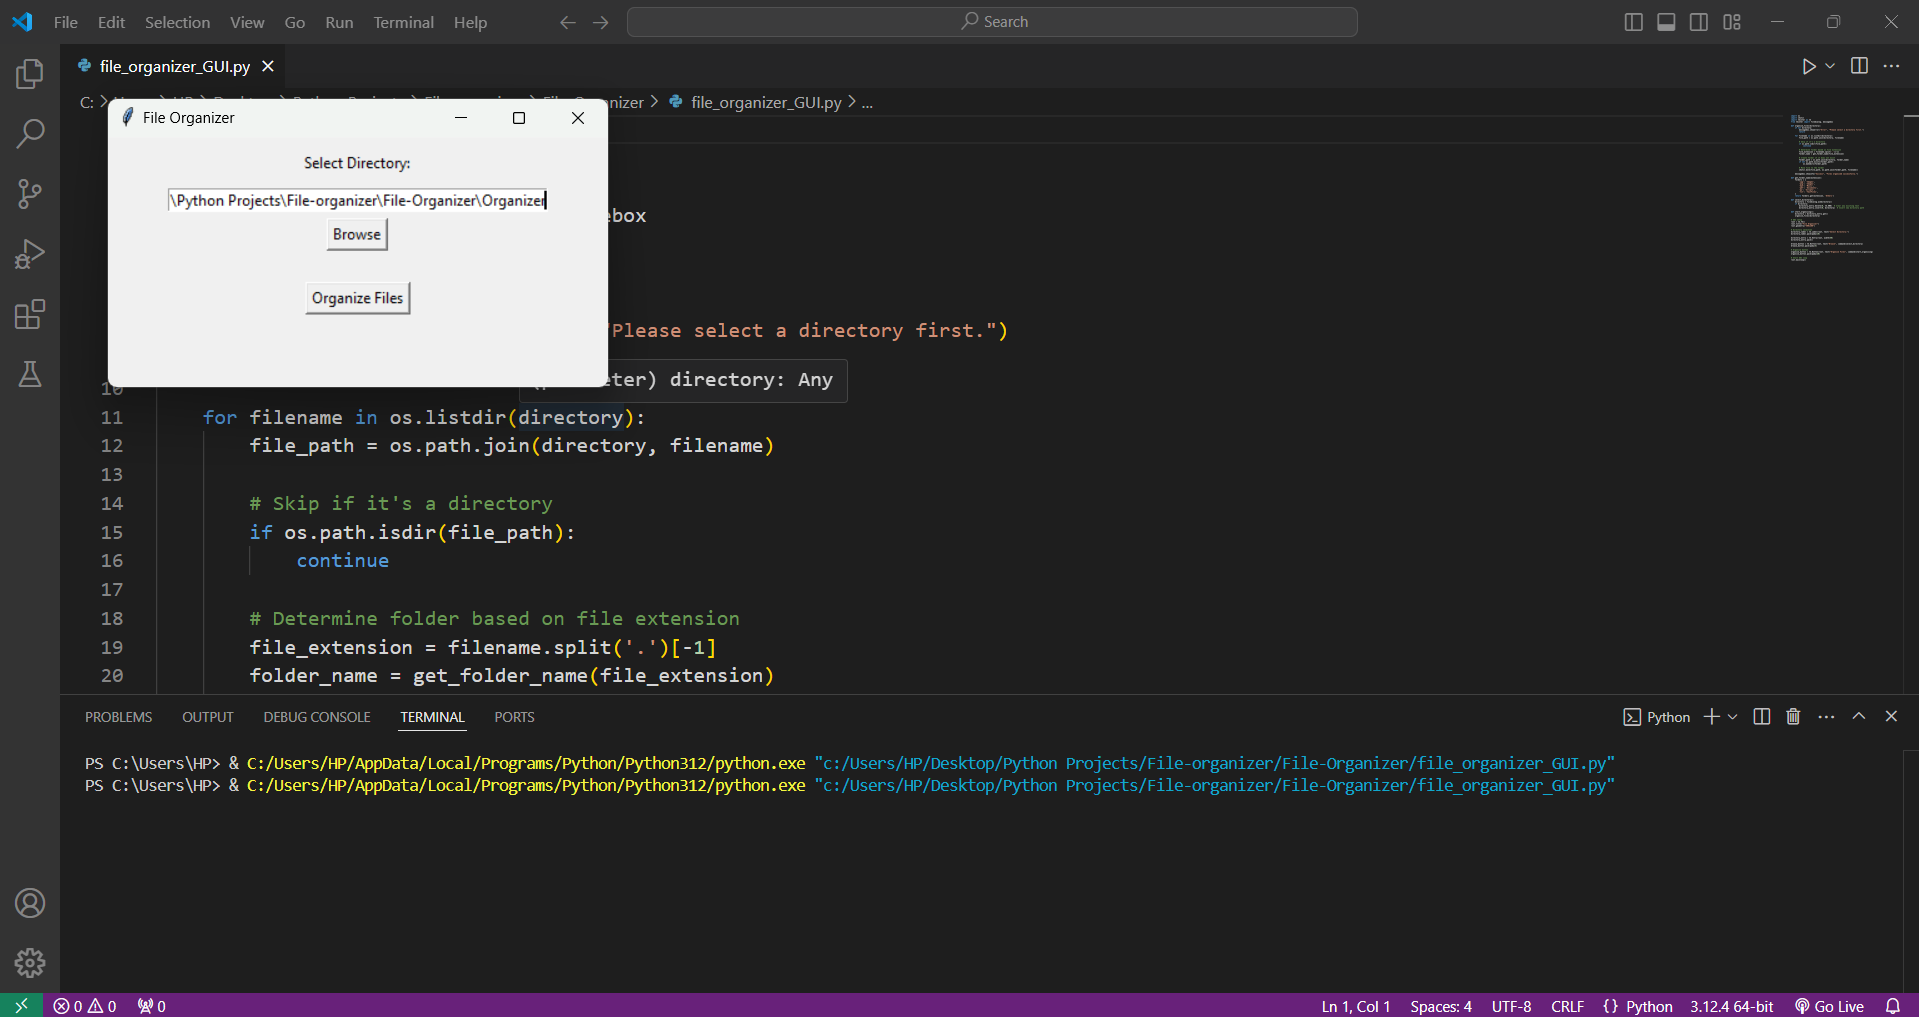 File Edit Selection View Go Run Terminal Help Search
file_organizer_GUI.py
C: nizer file_organizer_GUI.py ...
File Organizer
Select Directory:
\Python Projects\File-organizer\File-Organizer\Organizer
Browse
Organize Files
ebox
"Please select a directory first.")
eter) directory: Any
10
11 for filename in os.listdir(directory):
12 file_path = os.path.join(directory, filename)
13
14 # Skip if it's a directory
15 if os.path.isdir(file_path):
16 continue
17
18 # Determine folder based on file extension
19 file_extension = filename.split('.')[-1]
20 folder_name = get_folder_name(file_extension)
PROBLEMS OUTPUT DEBUG CONSOLE TERMINAL PORTS Python
PS C:\Users\HP> & C:/Users/HP/AppData/Local/Programs/Python/Python312/python.exe "c:/Users/HP/Desktop/Python Projects/File-organizer/File-Organizer/file_organizer_GUI.py"
PS C:\Users\HP> & C:/Users/HP/AppData/Local/Programs/Python/Python312/python.exe "c:/Users/HP/Desktop/Python Projects/File-organizer/File-Organizer/file_organizer_GUI.py"
0 0 0 Ln 1, Col 1 Spaces: 4 UTF-8 CRLF {} Python 3.12.4 64-bit Go Live